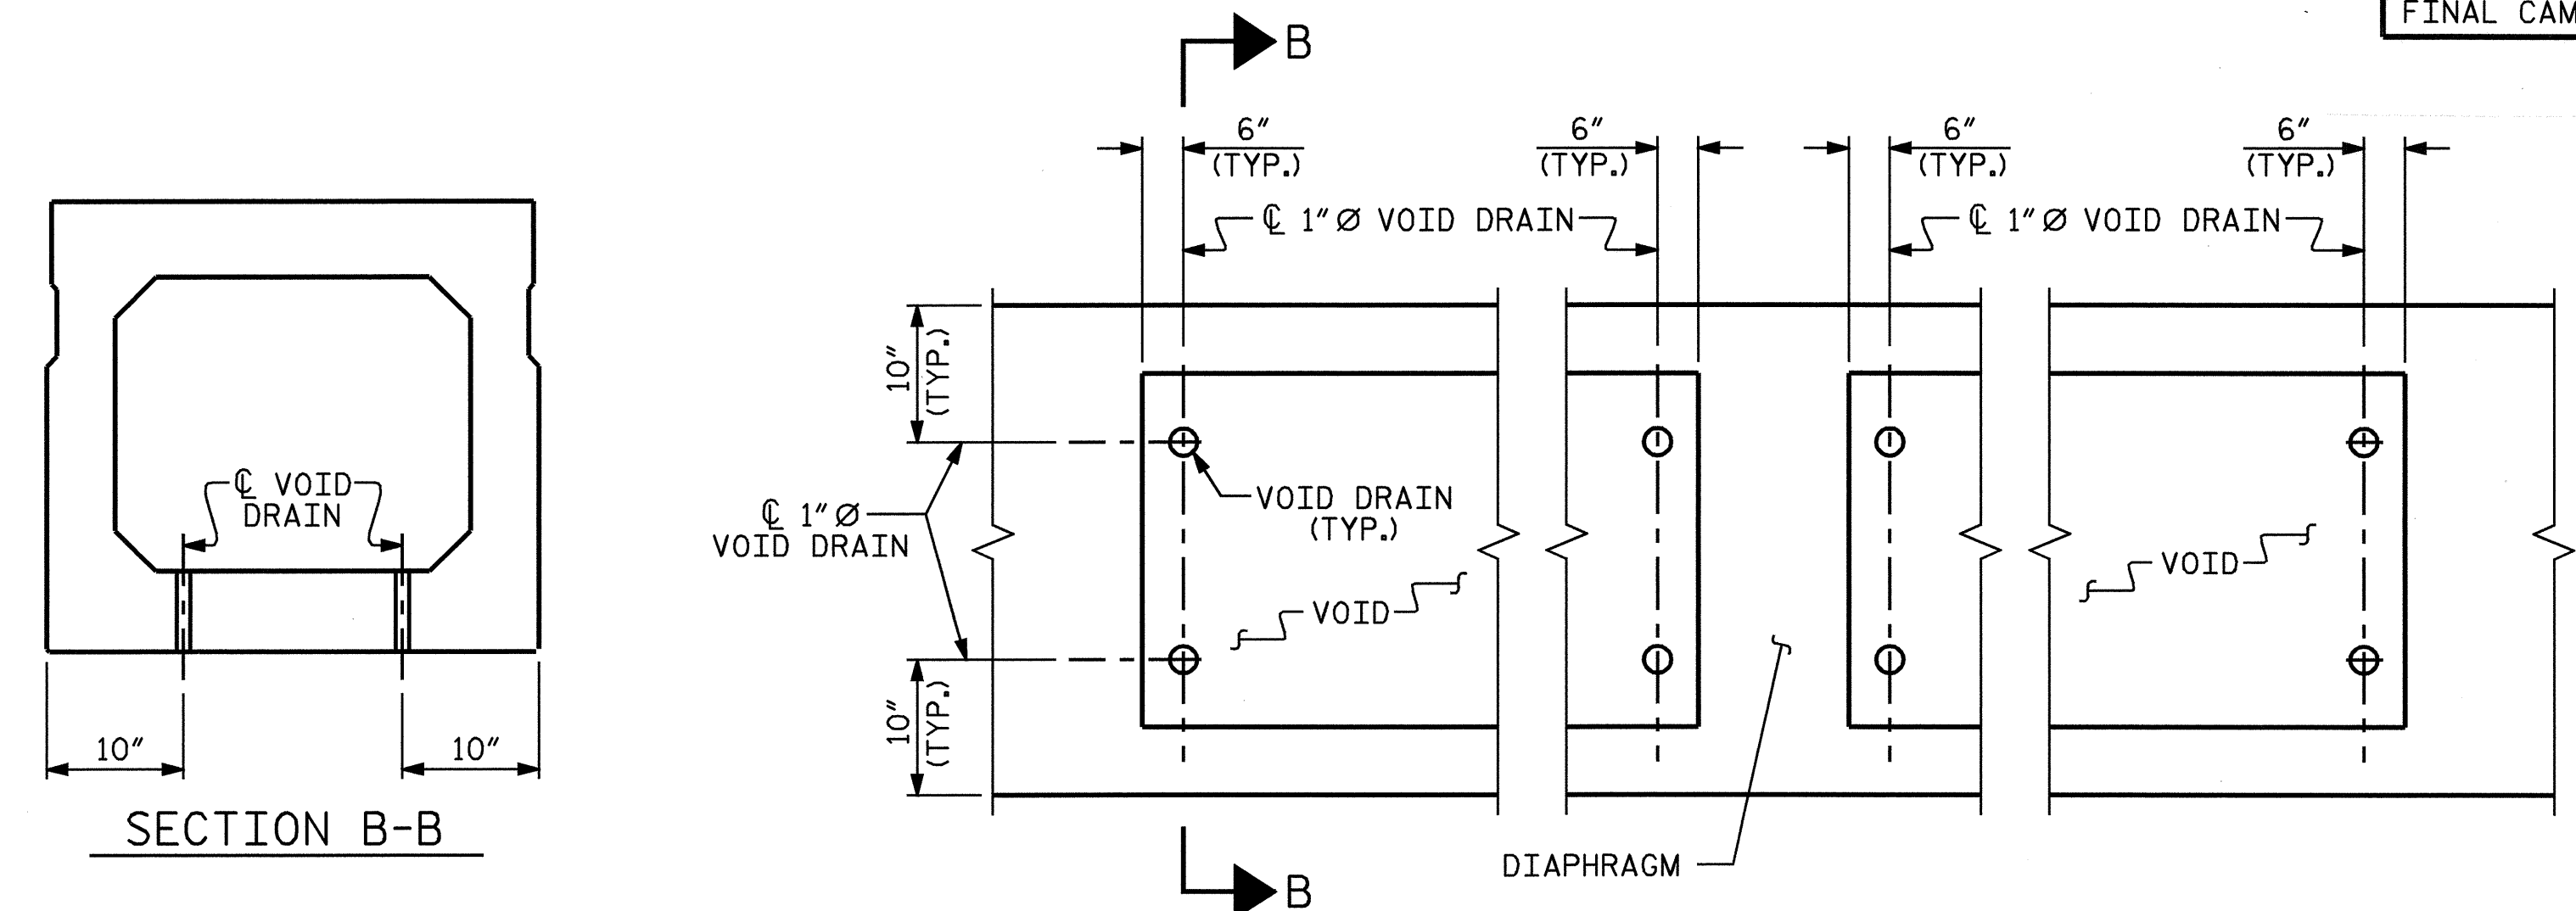 FINAL CAM
B
6" 6" 6" 6"
(TYP.) (TYP.) (TYP.) (TYP.)
℄ 1"Ø VOID DRAIN ℄ 1"Ø VOID DRAIN
10"
(TYP.)
℄ VOID
DRAIN
VOID DRAIN
(TYP.)
℄ 1"Ø
VOID DRAIN
VOID
VOID
10"
(TYP.)
10" 10"
SECTION B-B
DIAPHRAGM
B